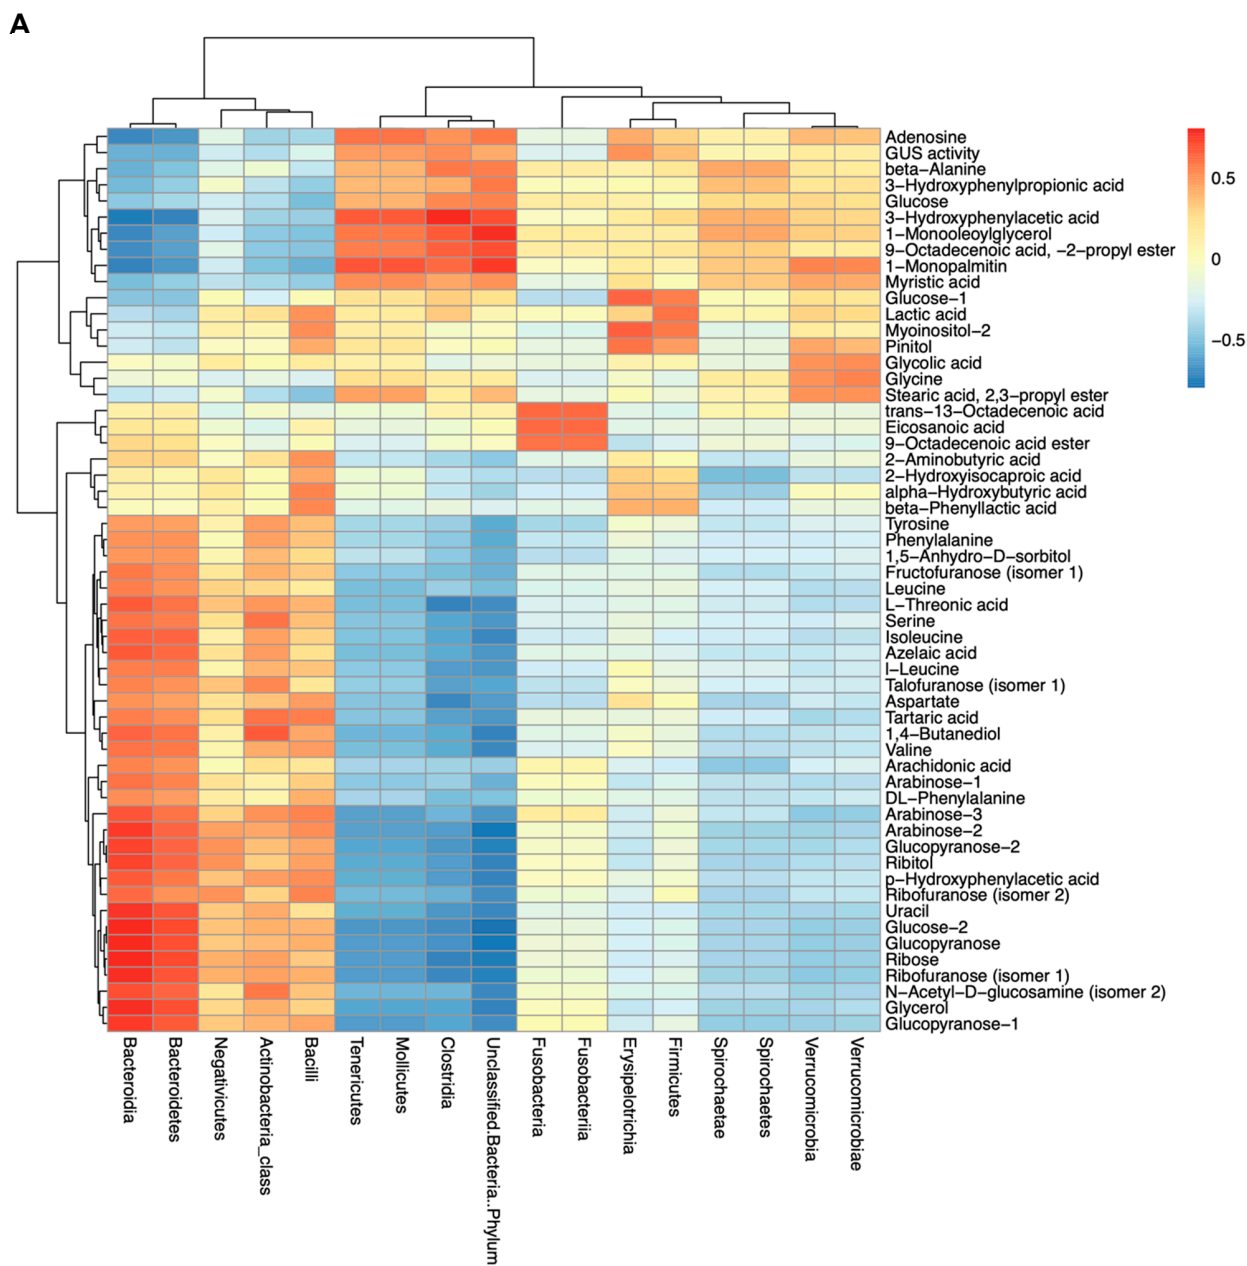 A
Adenosine
GUS activity
beta−Alanine
3−Hydroxyphenylpropionic acid
Glucose
3−Hydroxyphenylacetic acid
1−Monooleoylglycerol
9−Octadecenoic acid, −2−propyl ester
1−Monopalmitin
Myristic acid
Glucose−1
Lactic acid
Myoinositol−2
Pinitol
Glycolic acid
Glycine
Stearic acid, 2,3−propyl ester
trans−13−Octadecenoic acid
Eicosanoic acid
9−Octadecenoic acid ester
2−Aminobutyric acid
2−Hydroxyisocaproic acid
alpha−Hydroxybutyric acid
beta−Phenyllactic acid
Tyrosine
Phenylalanine
1,5−Anhydro−D−sorbitol
Fructofuranose (isomer 1)
Leucine
L−Threonic acid
Serine
Isoleucine
Azelaic acid
l−Leucine
Talofuranose (isomer 1)
Aspartate
Tartaric acid
1,4−Butanediol
Valine
Arachidonic acid
Arabinose−1
DL−Phenylalanine
Arabinose−3
Arabinose−2
Glucopyranose−2
Ribitol
p−Hydroxyphenylacetic acid
Ribofuranose (isomer 2)
Uracil
Glucose−2
Glucopyranose
Ribose
Ribofuranose (isomer 1)
N−Acetyl−D−glucosamine (isomer 2)
Glycerol
Glucopyranose−1
0.5
0
−0.5
Bacteroidia
Bacteroidetes
Negativicutes
Actinobacteria_class
Bacilli
Tenericutes
Mollicutes
Clostridia
Unclassified.Bacteria..Phylum
Fusobacteria
Fusobacteriia
Erysipelotrichia
Firmicutes
Spirochaetae
Spirochaetes
Verrucomicrobia
Verrucomicrobiae